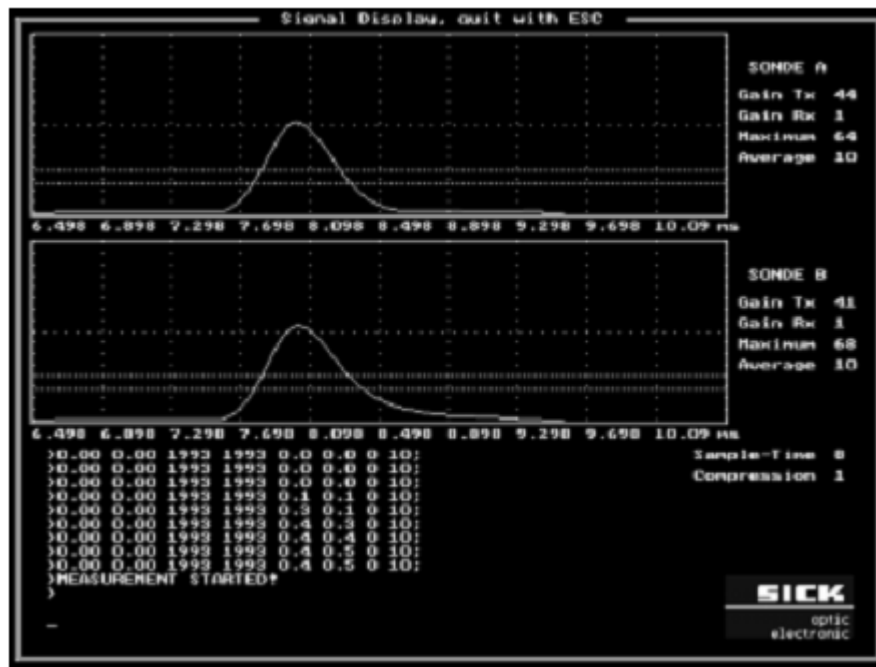 Signal Display, quit with ESC
SONDE A
Gain Tx 44
Gain Rx 1
Maximum 64
Average 10
6.498 6.898 7.298 7.698 8.098 8.498 8.898 9.298 9.698 10.09 ms
SONDE B
Gain Tx 41
Gain Rx 1
Maximum 68
Average 10
6.498 6.898 7.298 7.698 8.098 8.498 8.898 9.298 9.698 10.09 ms
Sample-Time 0
Compression 1
>0.00 0.00 1993 1993 0.0 0.0 0 10;
>0.00 0.00 1993 1993 0.0 0.0 0 10;
>0.00 0.00 1993 1993 0.0 0.0 0 10;
>0.00 0.00 1993 1993 0.1 0.1 0 10;
>0.00 0.00 1993 1993 0.3 0.1 0 10;
>0.00 0.00 1993 1993 0.4 0.3 0 10;
>0.00 0.00 1993 1993 0.4 0.4 0 10;
>0.00 0.00 1993 1993 0.4 0.5 0 10;
>0.00 0.00 1993 1993 0.4 0.5 0 10;
>MEASUREMENT STARTED!
>
_
SICK
optic
electronic